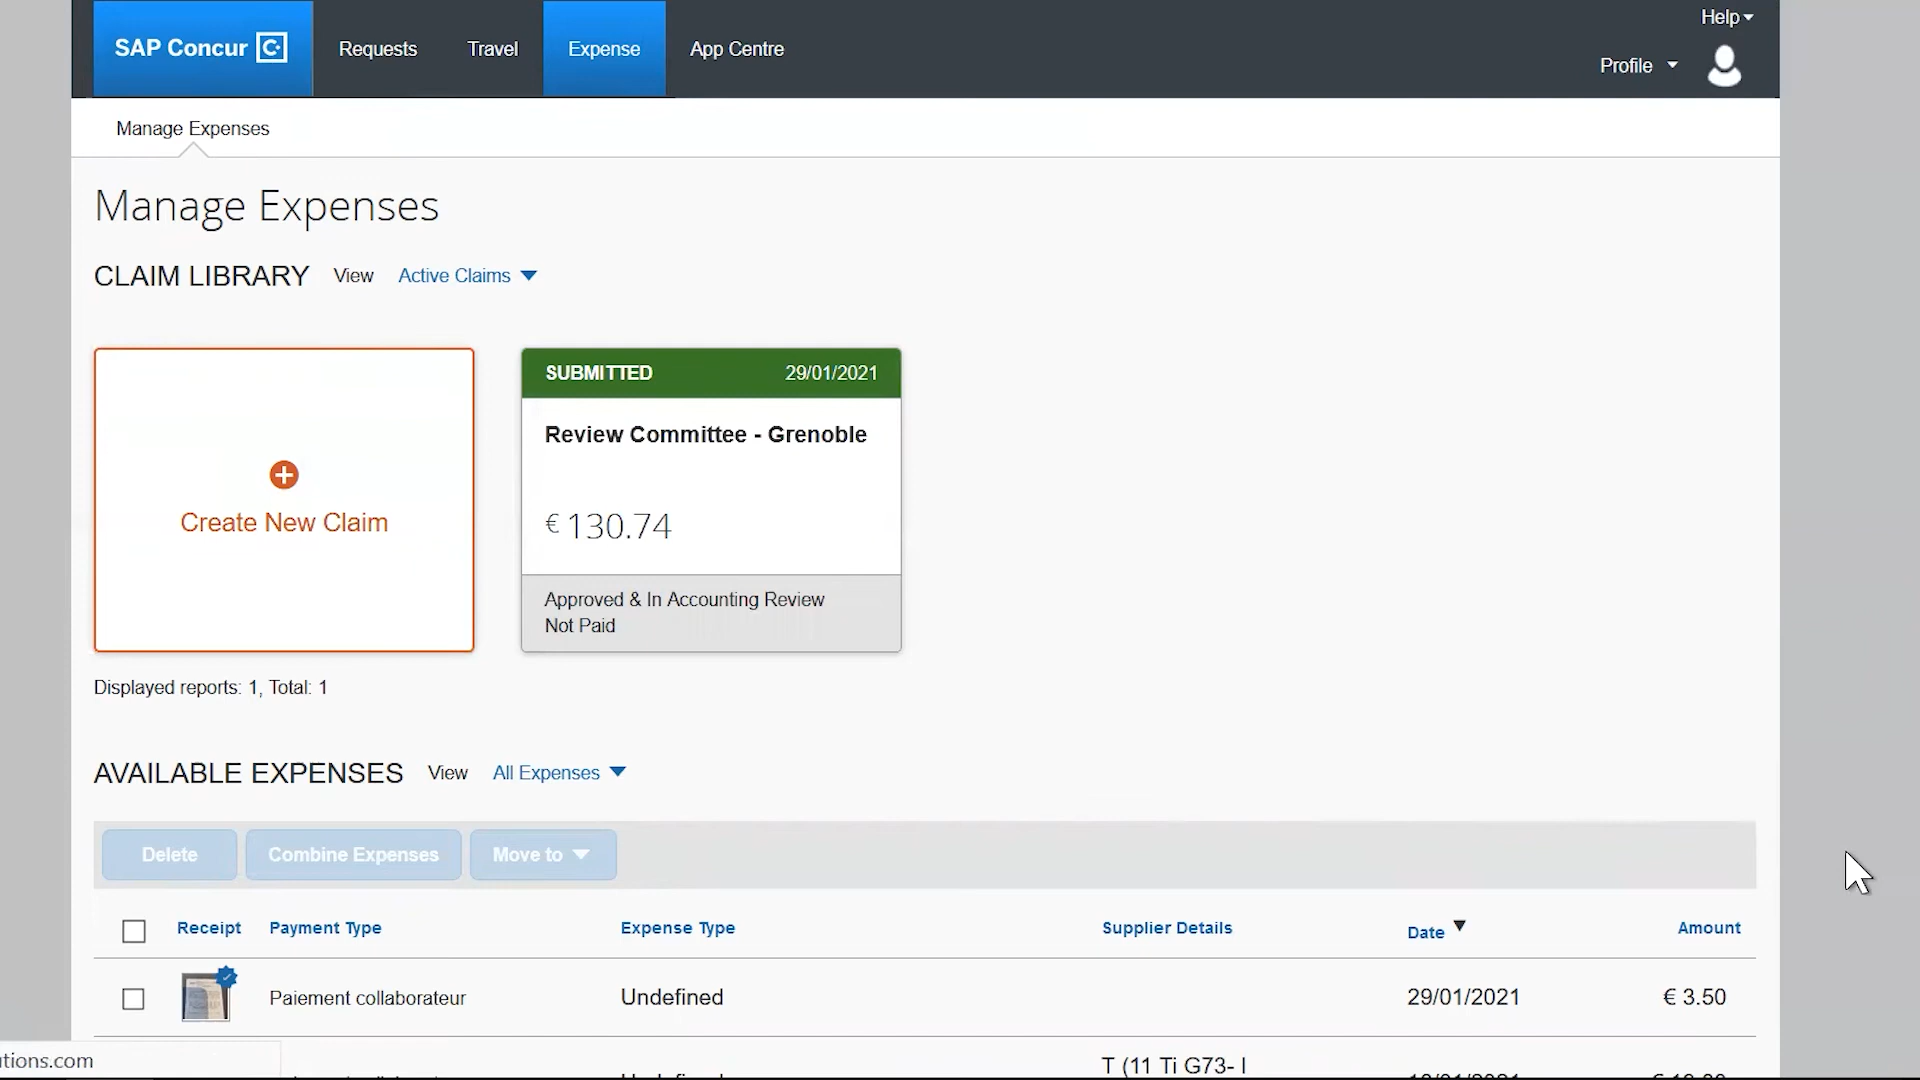 Help
SAP Concur
Requests
Travel
Expense
App Centre
Profile
Manage Expenses
Manage Expenses
CLAIM LIBRARY View Active Claims
SUBMITTED 29/01/2021
Review Committee - Grenoble
€ 130.74
Create New Claim
Approved & In Accounting Review
Not Paid
Displayed reports: 1, Total: 1
AVAILABLE EXPENSES View All Expenses
Delete Combine Expenses Move to
Receipt Payment Type Expense Type Supplier Details Date Amount
Paiement collaborateur Undefined 29/01/2021 € 3.50
T (11 Ti G73- I
utions.com